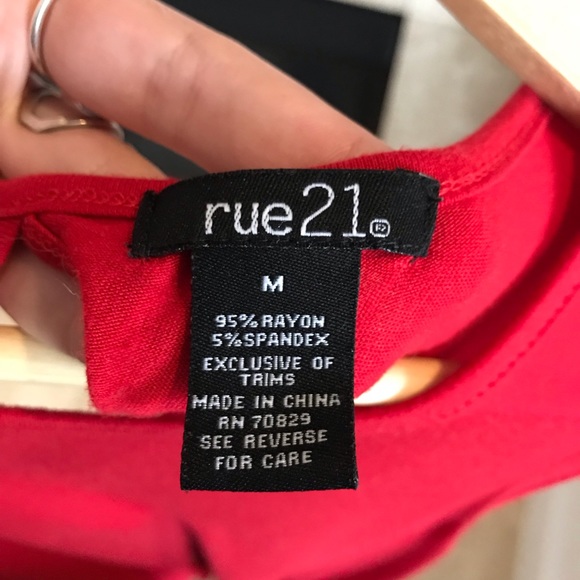 rue21®
M
95% RAYON
5% SPANDEX
EXCLUSIVE OF
TRIMS
MADE IN CHINA
RN 70829
SEE REVERSE
FOR CARE